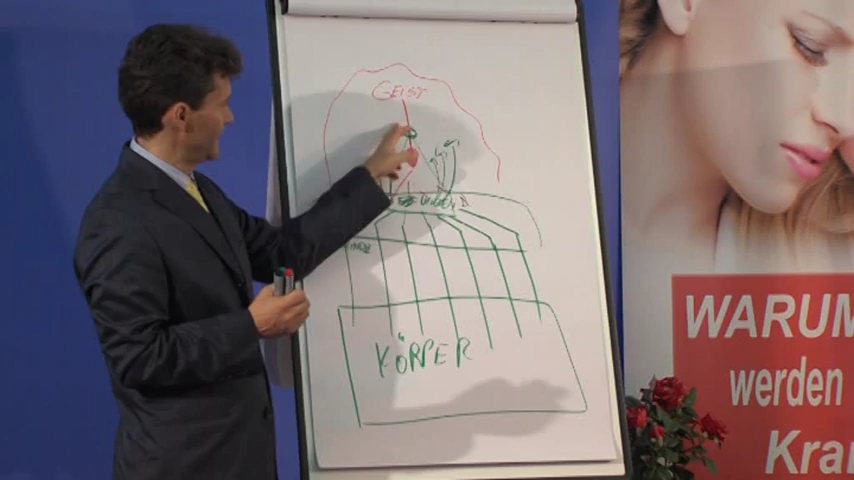 GEIST
KÖRPER
WARUM
werden
Kran